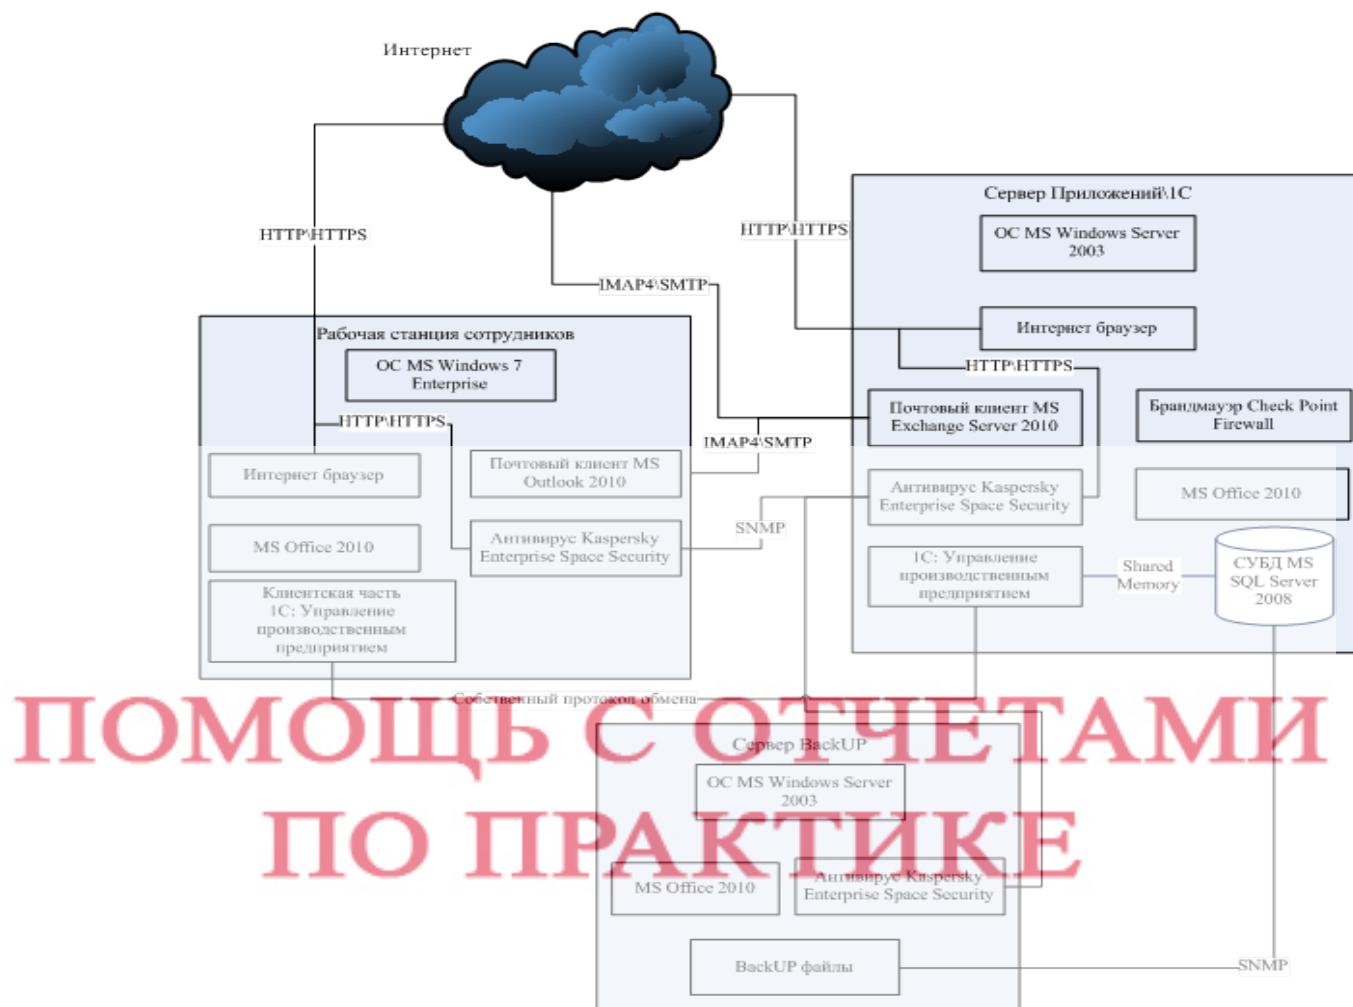 Интернет
Сервер Приложений\1С
ОС MS Windows Server
2003
HTTP\HTTPS
HTTP\HTTPS
IMAP4\SMTP
Интернет браузер
Рабочая станция сотрудников
ОС MS Windows 7
Enterprise
HTTP\HTTPS
Почтовый клиент MS
Exchange Server 2010
Брандмауэр Check Point
Firewall
HTTP\HTTPS
IMAP4\SMTP
Интернет браузер
Почтовый клиент MS
Outlook 2010
Антивирус Kaspersky
Enterprise Space Security
MS Office 2010
SNMP
MS Office 2010
Антивирус Kaspersky
Enterprise Space Security
1С: Управление
производственным
предприятием
Shared
Memory
СУБД MS
SQL Server
2008
Клиентская часть
1С: Управление
производственным
предприятием
Собственный протокол обмена
ПОМОЩЬ С ОТЧЕТАМИ
ПО ПРАКТИКЕ
Сервер BackUP
ОС MS Windows Server
2003
MS Office 2010
Антивирус Kaspersky
Enterprise Space Security
BackUP файлы
SNMP